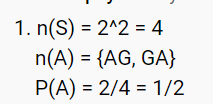 1. n(S) = 2^2 = 4
n(A) = {AG, GA}
P(A) = 2/4 = 1/2